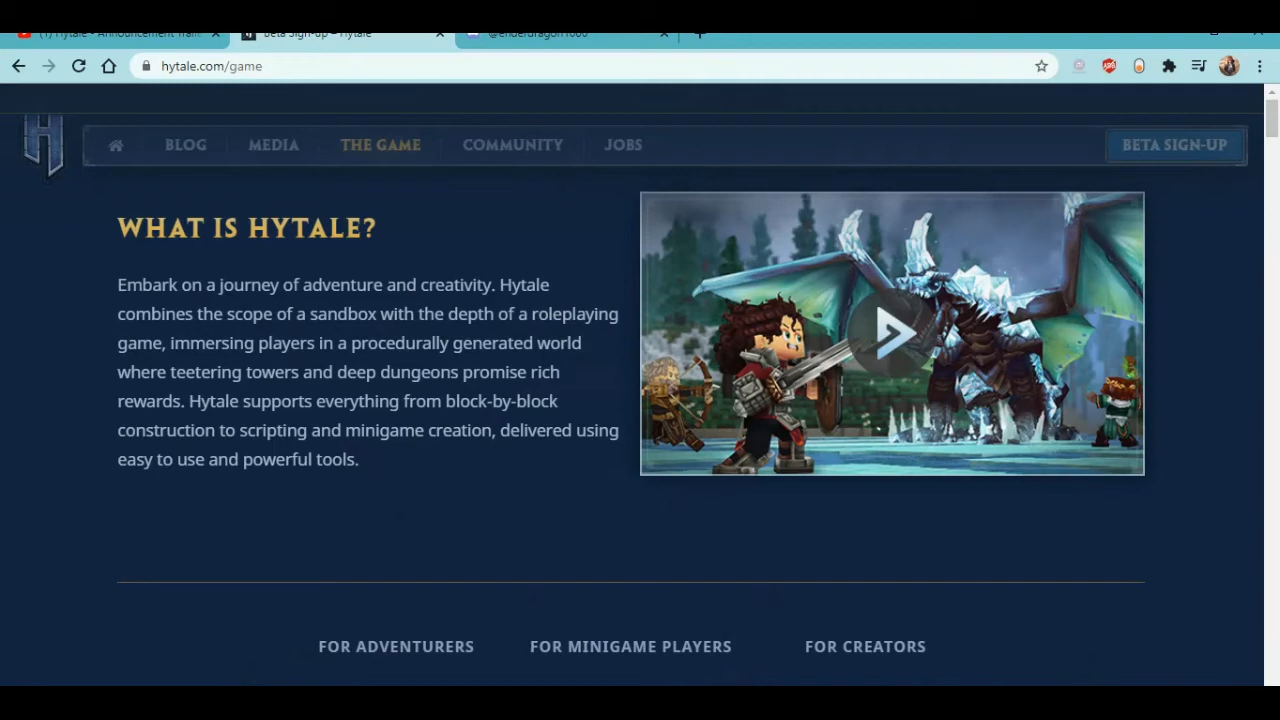 (1) Hytale - Announcement Trail
Beta Sign-up – Hytale
@enderdragon1000
hytale.com/game
BLOG MEDIA THE GAME COMMUNITY JOBS BETA SIGN-UP
WHAT IS HYTALE?
Embark on a journey of adventure and creativity. Hytale
combines the scope of a sandbox with the depth of a roleplaying
game, immersing players in a procedurally generated world
where teetering towers and deep dungeons promise rich
rewards. Hytale supports everything from block-by-block
construction to scripting and minigame creation, delivered using
easy to use and powerful tools.
FOR ADVENTURERS FOR MINIGAME PLAYERS FOR CREATORS